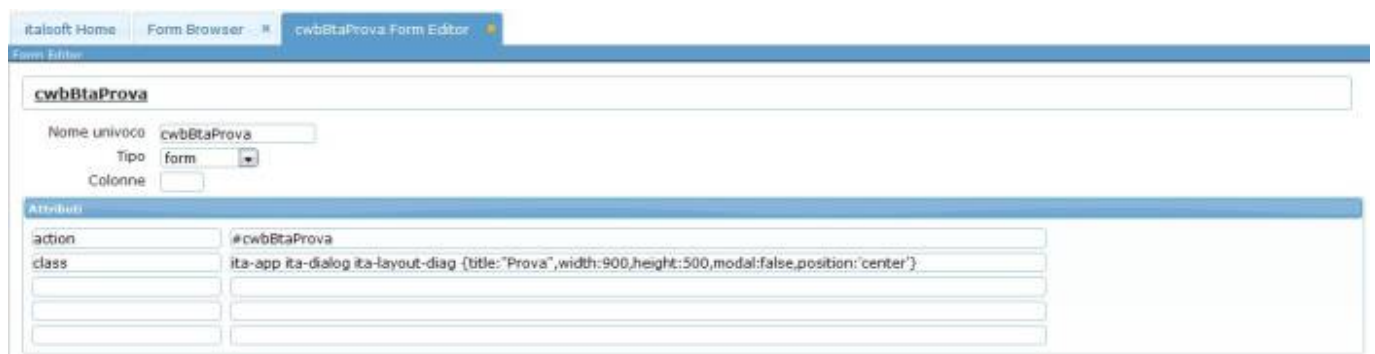 italsoft Home Form Browser cwbBtaProva Form Editor
Form Editor
cwbBtaProva
Nome univoco cwbBtaProva
Tipo form
Colonne
Attributi
action #cwbBtaProva
class ita-app ita-dialog ita-layout-diag {title:"Prova",width:900,height:500,modal:false,position:'center'}